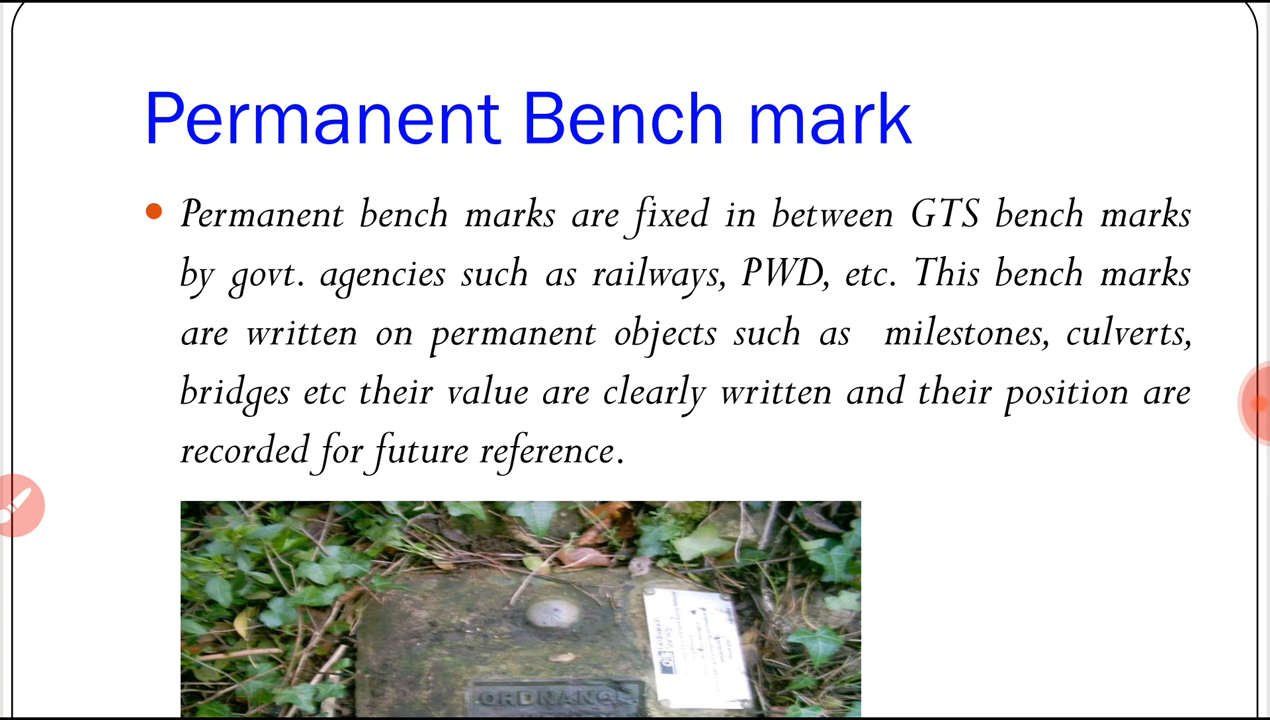 Permanent Bench mark
• Permanent bench marks are fixed in between GTS bench marks
by govt. agencies such as railways, PWD, etc. This bench marks
are written on permanent objects such as milestones, culverts,
bridges etc their value are clearly written and their position are
recorded for future reference.
ORDNANCE